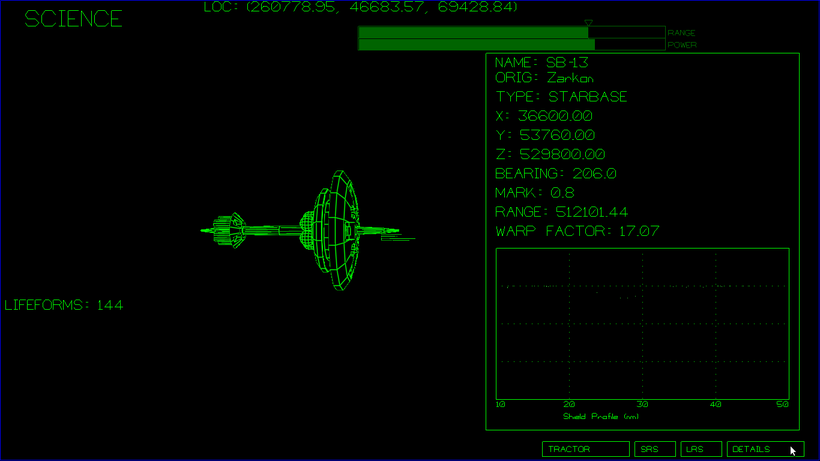 SCIENCE
LOC: (260778.95, 46683.57, 69428.84)
RANGE
POWER
NAME: SB-13
ORIG: Zarkon
TYPE: STARBASE
X: 36600.00
Y: 53760.00
Z: 529800.00
BEARING: 206.0
MARK: 0.8
RANGE: 512101.44
WARP FACTOR: 17.07
LIFEFORMS: 144
10 20 30 40 50
Shield Profile (nm)
TRACTOR SRS LRS DETAILS